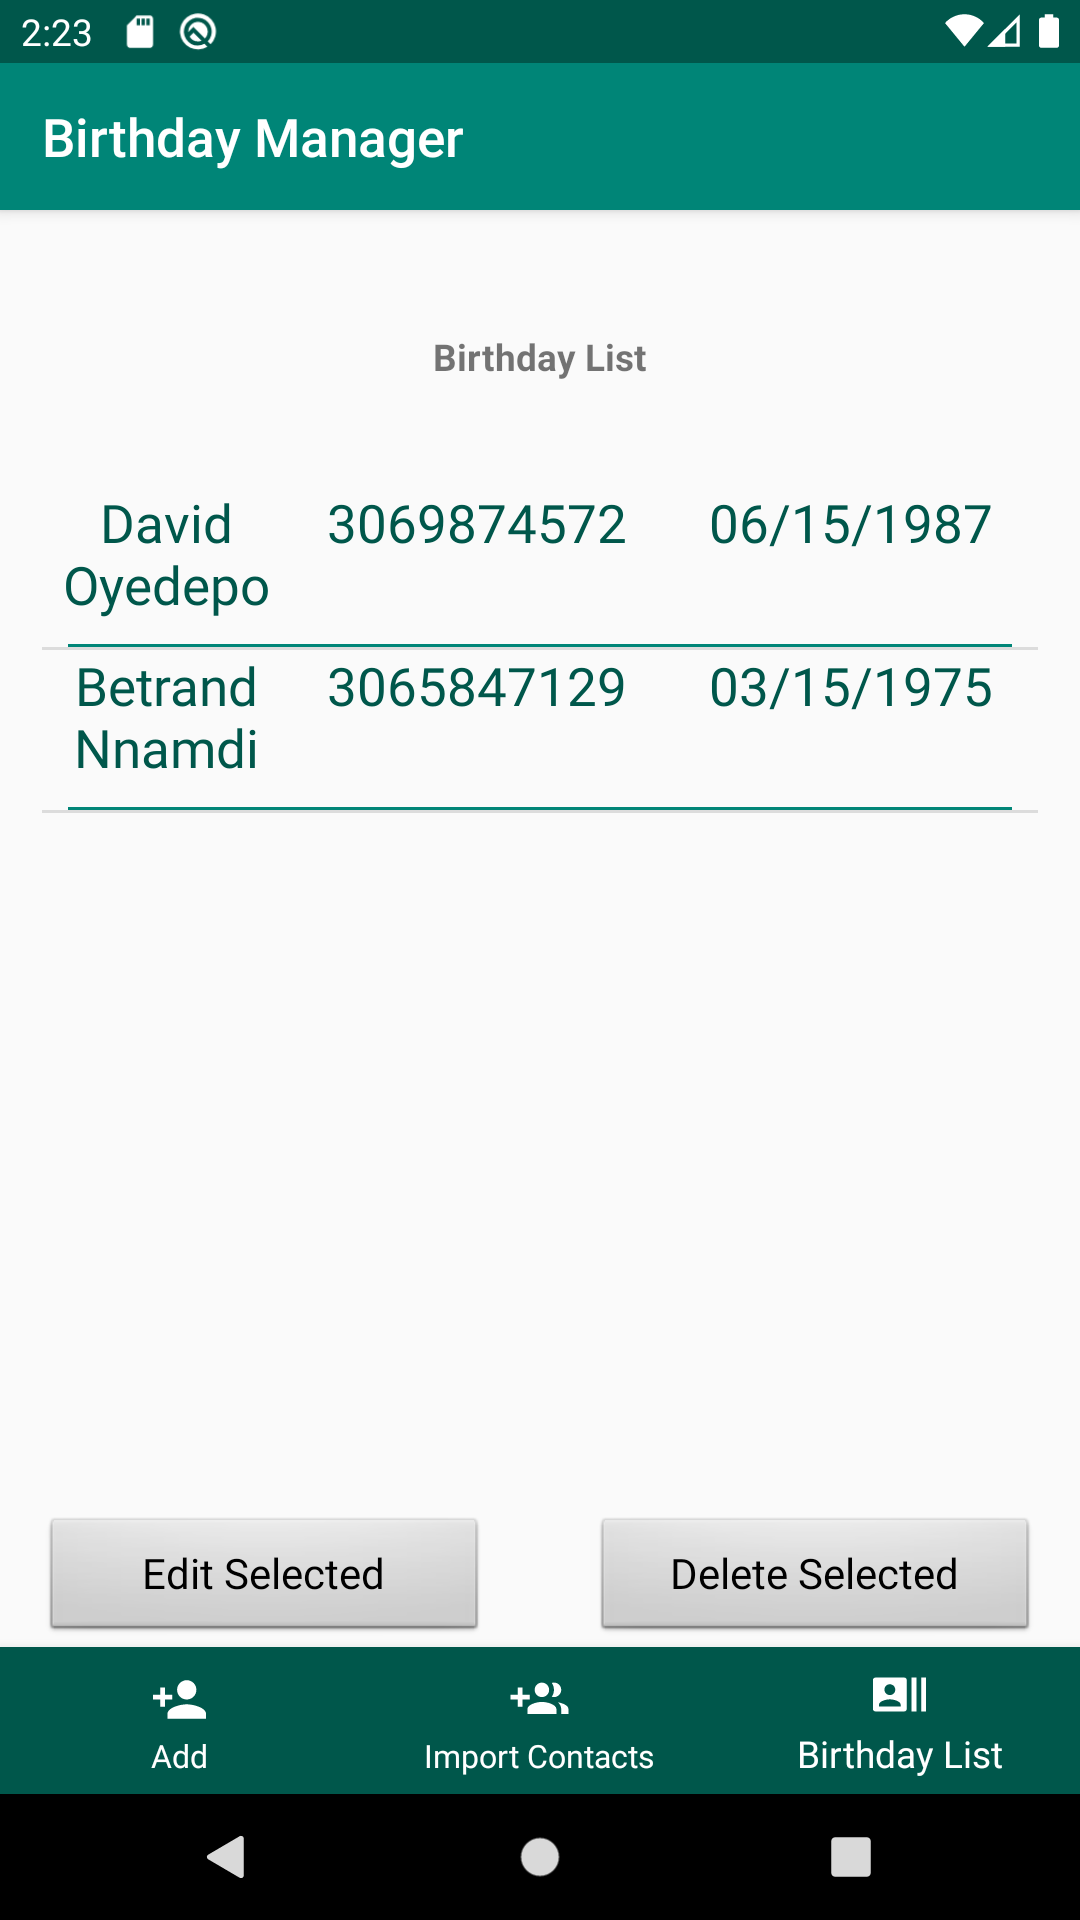 2:23
Birthday Manager
Birthday List
David 3069874572 06/15/1987
Oyedepo
Betrand 3065847129 03/15/1975
Nnamdi
Edit Selected Delete Selected
Add Import Contacts Birthday List